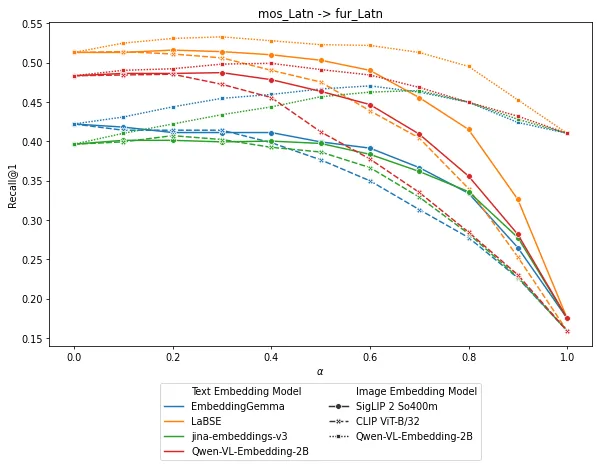 mos_Latn -> fur_Latn
0.55
0.50
0.45
0.40
0.35
0.30
0.25
0.20
0.15
Recall@1
0.0 0.2 0.4 0.6 0.8 1.0
α
Text Embedding Model Image Embedding Model
EmbeddingGemma SigLIP 2 So400m
LaBSE CLIP ViT-B/32
jina-embeddings-v3 Qwen-VL-Embedding-2B
Qwen-VL-Embedding-2B